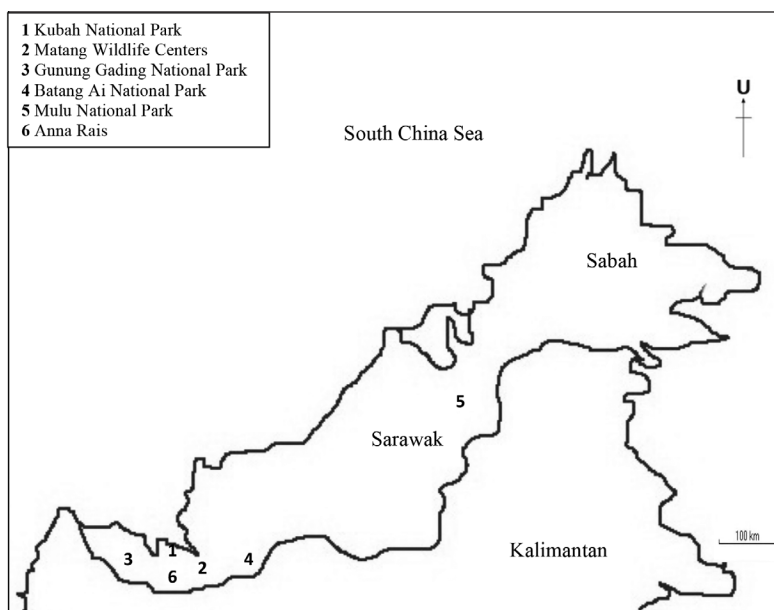 1 Kubah National Park
2 Matang Wildlife Centers
3 Gunung Gading National Park
4 Batang Ai National Park
5 Mulu National Park
6 Anna Rais
U
South China Sea
Sabah
5
Sarawak
100 km
1
3
4
2
6
Kalimantan